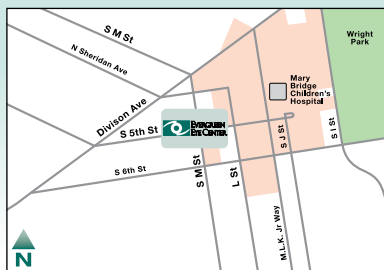 S M St
N Sheridan Ave
Wright
Park
Mary
Bridge
Children's
Hospital
Divison Ave
S 5th St
EVERGREEN
EYE CENTER
S J St
S I St
S 6th St
S M St
L St
M.L.K. Jr Way
N